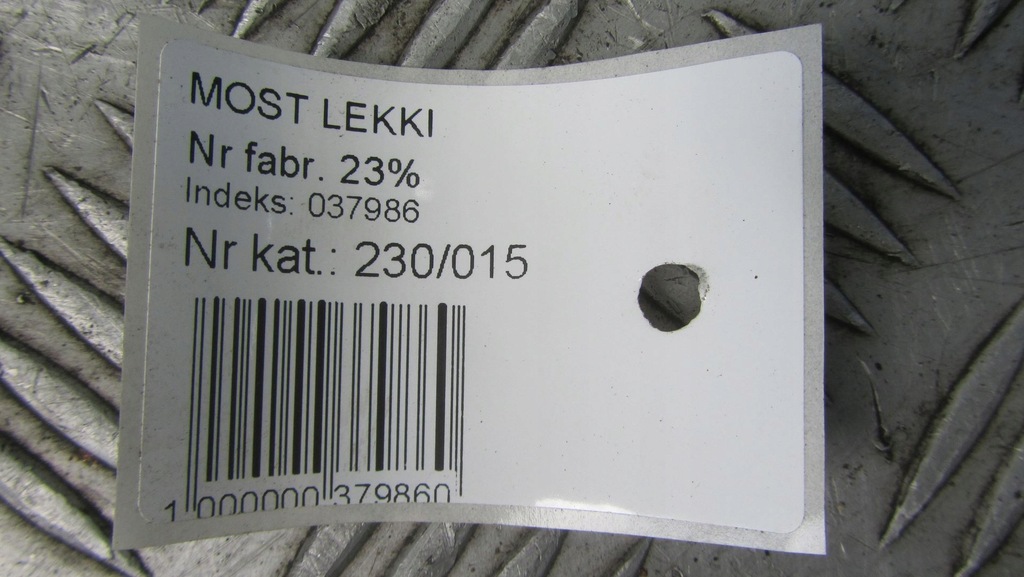 MOST LEKKI
Nr fabr. 23%
Indeks: 037986
Nr kat.: 230/015
1 000000 379860